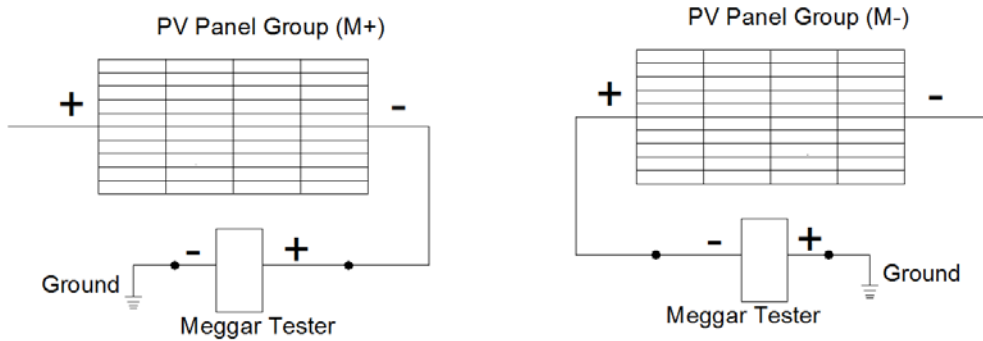 PV Panel Group (M+)
+ -
- +
Ground
Meggar Tester
PV Panel Group (M-)
+ -
- +
Ground
Meggar Tester